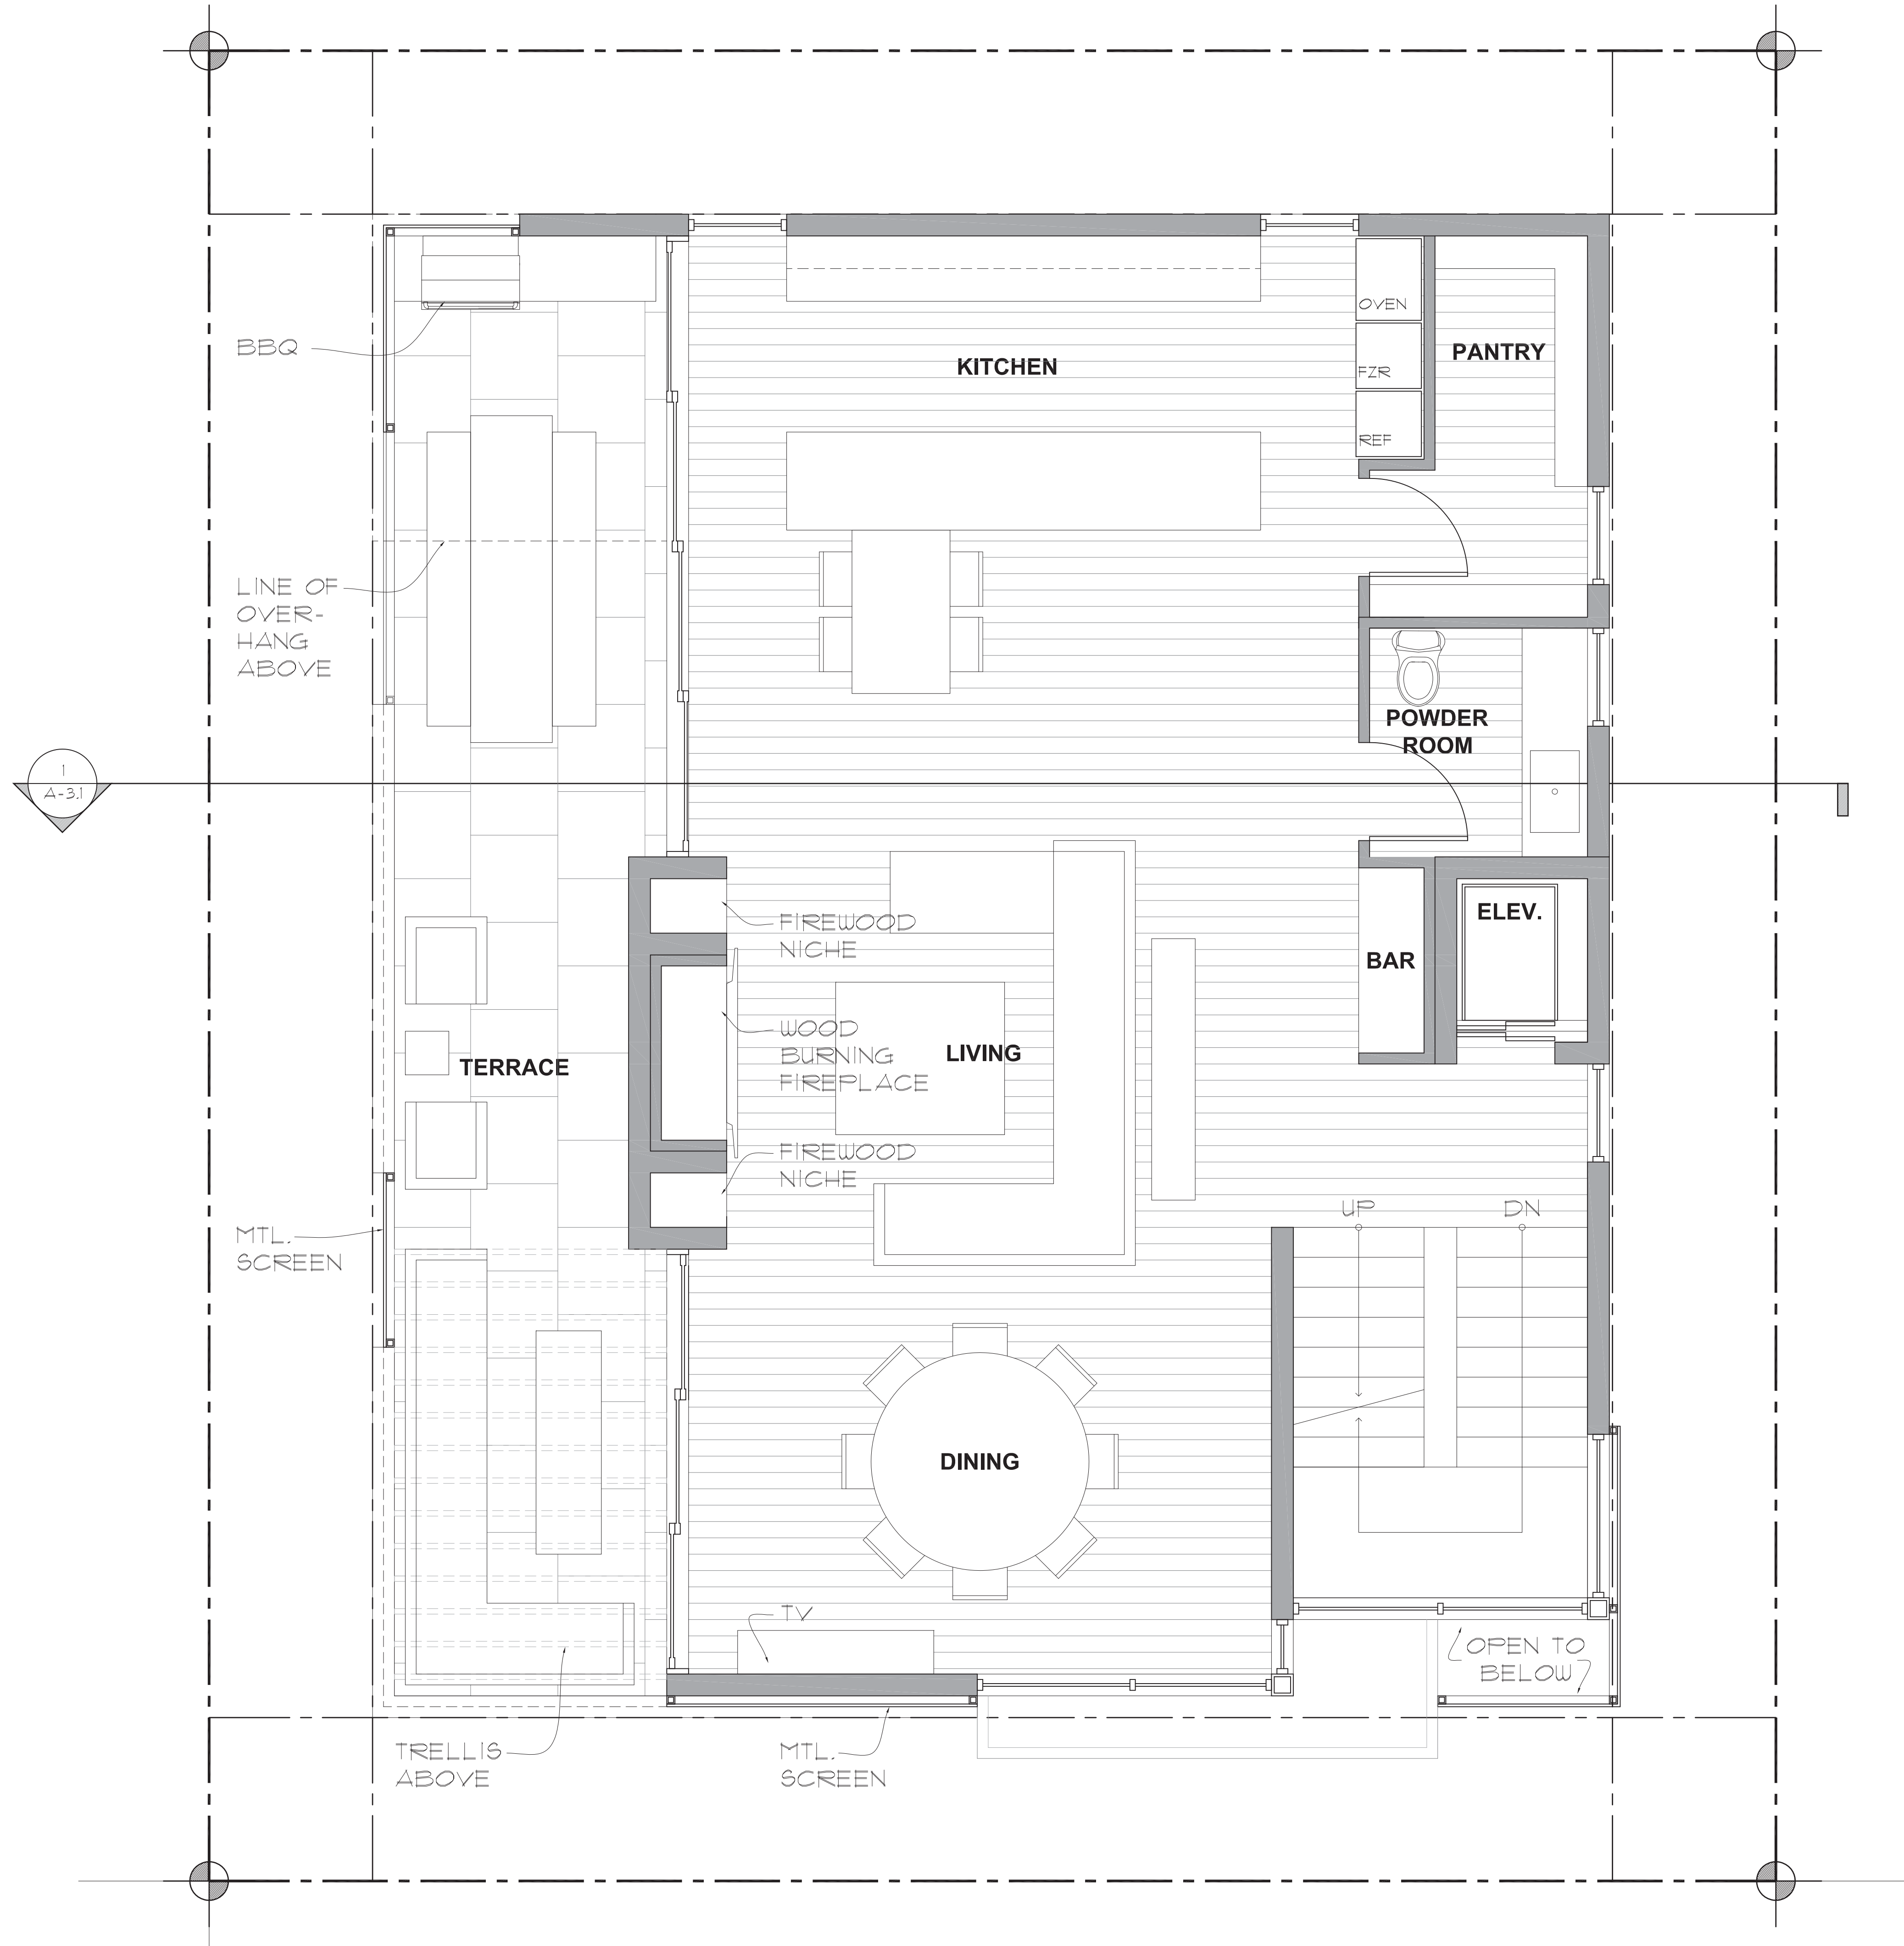 OVEN
PANTRY
BBQ
KITCHEN
FZR
REF
LINE OF
OVER-
HANG
ABOVE
POWDER
ROOM
1
A-3.1
FIREWOOD
NICHE
ELEV.
BAR
WOOD
BURNING
FIREPLACE
LIVING
TERRACE
FIREWOOD
NICHE
UP
DN
MTL.
SCREEN
DINING
TV
OPEN TO
BELOW
TRELLIS
ABOVE
MTL.
SCREEN